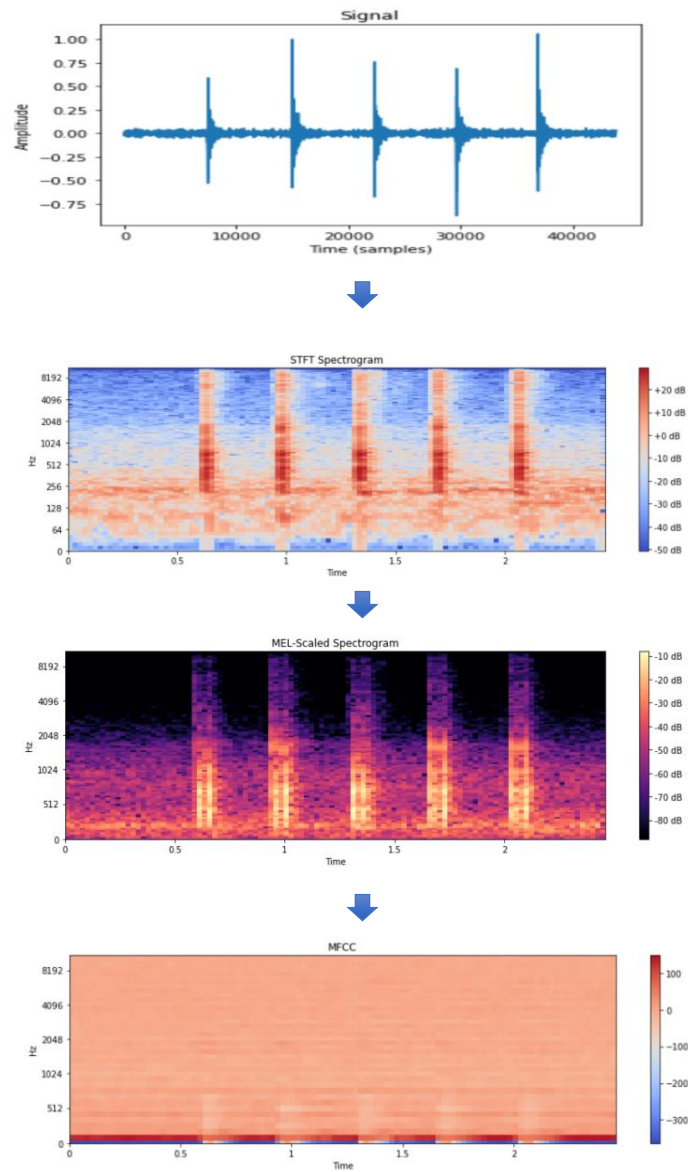 Signal
1.00
0.75
0.50
0.25
0.00
−0.25
−0.50
−0.75
Amplitude
0 10000 20000 30000 40000
Time (samples)
STFT Spectrogram
8192
4096
2048
1024
512
256
128
64
0
Hz
0 0.5 1 1.5 2
Time
+20 dB
+10 dB
+0 dB
-10 dB
-20 dB
-30 dB
-40 dB
-50 dB
MEL-Scaled Spectrogram
8192
4096
2048
1024
512
0
Hz
0 0.5 1 1.5 2
Time
-10 dB
-20 dB
-30 dB
-40 dB
-50 dB
-60 dB
-70 dB
-80 dB
MFCC
8192
4096
2048
1024
512
0
Hz
0 0.5 1 1.5 2
Time
100
0
−100
−200
−300